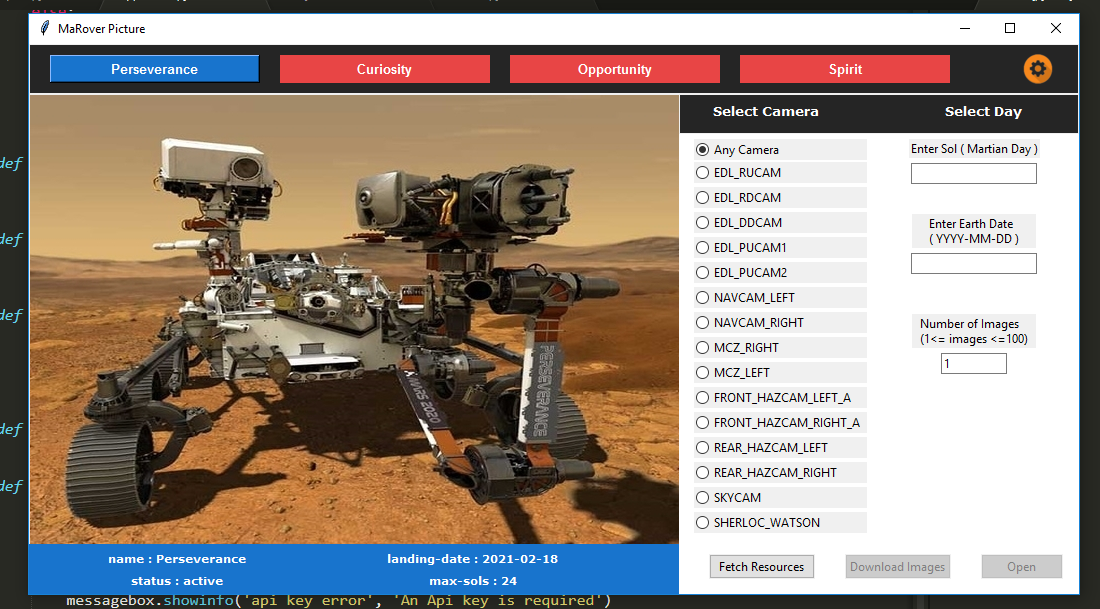 MaRover Picture
Perseverance Curiosity Opportunity Spirit
Select Camera Select Day
Any Camera
EDL_RUCAM
EDL_RDCAM
EDL_DDCAM
EDL_PUCAM1
EDL_PUCAM2
NAVCAM_LEFT
NAVCAM_RIGHT
MCZ_RIGHT
MCZ_LEFT
FRONT_HAZCAM_LEFT_A
FRONT_HAZCAM_RIGHT_A
REAR_HAZCAM_LEFT
REAR_HAZCAM_RIGHT
SKYCAM
SHERLOC_WATSON
Enter Sol ( Martian Day )
Enter Earth Date
( YYYY-MM-DD )
Number of Images
(1<= images <=100)
1
def
def
def
def
def
PERSEVERANCE
MARS 2020
name : Perseverance landing-date : 2021-02-18
status : active max-sols : 24
Fetch Resources Download Images Open
messagebox.showinfo('api key error', 'An Api key is required')